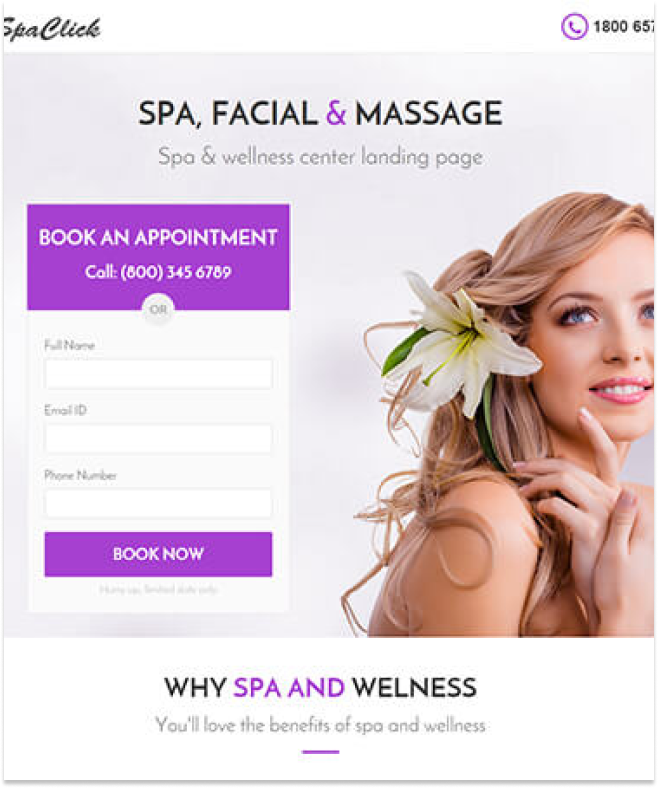 SpaClick
1800 657
SPA, FACIAL & MASSAGE
Spa & wellness center landing page
BOOK AN APPOINTMENT
Call: (800) 345 6789
OR
Full Name
Email ID
Phone Number
BOOK NOW
Hurry up, limited slots only.
WHY SPA AND WELNESS
You'll love the benefits of spa and wellness